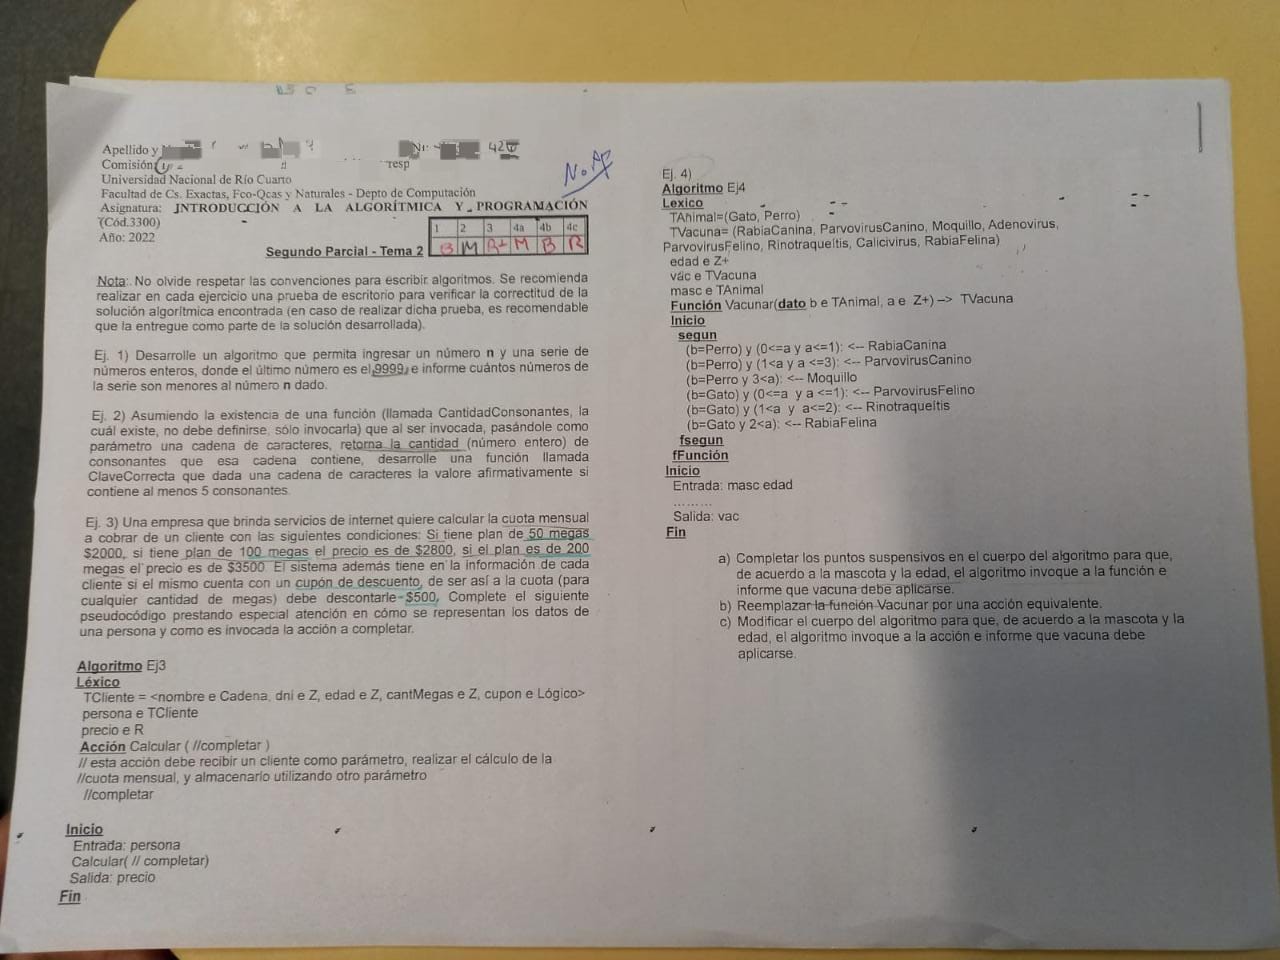 Apellido y
Comisión:
Universidad Nacional de Río Cuarto
Facultad de Cs. Exactas, Fco-Qcas y Naturales - Depto de Computación
Asignatura: INTRODUCCIÓN A LA ALGORÍTMICA Y PROGRAMACIÓN
(Cód.3300)
Año: 2022
No Ap
Segundo Parcial - Tema 2
1 2 3 4a 4b 4c
B M R+ M B R
Nota: No olvide respetar las convenciones para escribir algoritmos. Se recomienda
realizar en cada ejercicio una prueba de escritorio para verificar la correctitud de la
solución algorítmica encontrada (en caso de realizar dicha prueba, es recomendable
que la entregue como parte de la solución desarrollada).
Ej. 1) Desarrolle un algoritmo que permita ingresar un número n y una serie de
números enteros, donde el último número es el 9999, e informe cuántos números de
la serie son menores al número n dado.
Ej. 2) Asumiendo la existencia de una función (llamada CantidadConsonantes, la
cuál existe, no debe definirse, sólo invocarla) que al ser invocada, pasándole como
parámetro una cadena de caracteres, retorna la cantidad (número entero) de
consonantes que esa cadena contiene, desarrolle una función llamada
ClaveCorrecta que dada una cadena de caracteres la valore afirmativamente si
contiene al menos 5 consonantes.
Ej. 3) Una empresa que brinda servicios de internet quiere calcular la cuota mensual
a cobrar de un cliente con las siguientes condiciones: Si tiene plan de 50 megas
$2000, si tiene plan de 100 megas el precio es de $2800, si el plan es de 200
megas el precio es de $3500 El sistema además tiene en la información de cada
cliente si el mismo cuenta con un cupón de descuento, de ser así a la cuota (para
cualquier cantidad de megas) debe descontarle $500, Complete el siguiente
pseudocódigo prestando especial atención en cómo se representan los datos de
una persona y como es invocada la acción a completar.
Algoritmo Ej3
Léxico
TCliente = <nombre e Cadena, dni e Z, edad e Z, cantMegas e Z, cupon e Lógico>
persona e TCliente
precio e R
Acción Calcular ( //completar )
// esta acción debe recibir un cliente como parámetro, realizar el cálculo de la
//cuota mensual, y almacenarlo utilizando otro parámetro
//completar
Inicio
Entrada: persona
Calcular( // completar)
Salida: precio
Fin
Ej. 4)
Algoritmo Ej4
Lexico
TAnimal=(Gato, Perro)
TVacuna= (RabiaCanina, ParvovirusCanino, Moquillo, Adenovirus,
ParvovirusFelino, Rinotraqueítis, Calicivirus, RabiaFelina)
edad e Z+
vac e TVacuna
masc e TAnimal
Función Vacunar(dato b e TAnimal, a e Z+) –> TVacuna
Inicio
segun
(b=Perro) y (0<=a y a<=1): <-- RabiaCanina
(b=Perro) y (1<a y a <=3): <-- ParvovirusCanino
(b=Perro y 3<a): <-- Moquillo
(b=Gato) y (0<=a y a <=1): <-- ParvovirusFelino
(b=Gato) y (1<a y a<=2): <-- Rinotraqueítis
(b=Gato y 2<a): <-- RabiaFelina
fsegun
fFunción
Inicio
Entrada: masc edad
.........
Salida: vac
Fin
a) Completar los puntos suspensivos en el cuerpo del algoritmo para que,
de acuerdo a la mascota y la edad, el algoritmo invoque a la función e
informe que vacuna debe aplicarse.
b) Reemplazar la función Vacunar por una acción equivalente.
c) Modificar el cuerpo del algoritmo para que, de acuerdo a la mascota y la
edad, el algoritmo invoque a la acción e informe que vacuna debe
aplicarse.